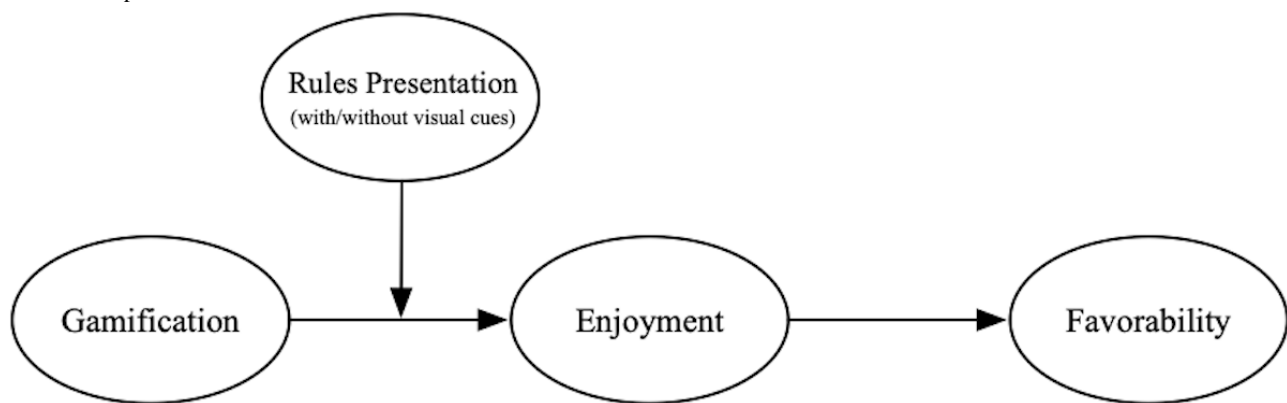 Rules Presentation
(with/without visual cues)
Gamification
Enjoyment
Favorability